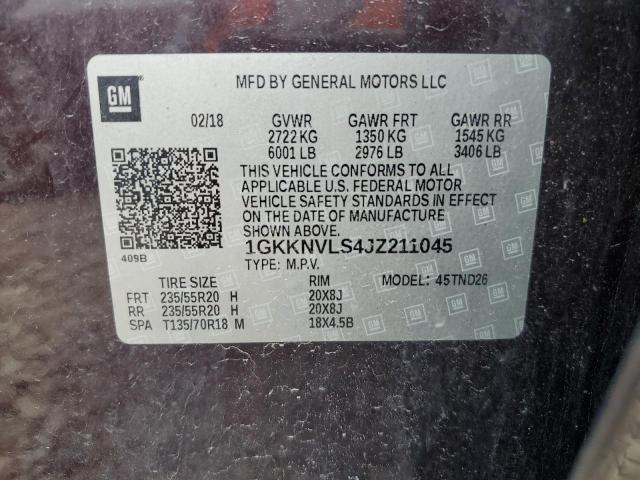 GM
MFD BY GENERAL MOTORS LLC
02/18 GVWR GAWR FRT GAWR RR
2722 KG 1350 KG 1545 KG
6001 LB 2976 LB 3406 LB
THIS VEHICLE CONFORMS TO ALL
APPLICABLE U.S. FEDERAL MOTOR
VEHICLE SAFETY STANDARDS IN EFFECT
ON THE DATE OF MANUFACTURE
SHOWN ABOVE.
1GKKNVLS4JZ211045
409B
TYPE: M.P.V. MODEL: 45TND26
TIRE SIZE RIM
FRT 235/55R20 H 20X8J
RR 235/55R20 H 20X8J
SPA T135/70R18 M 18X4.5B